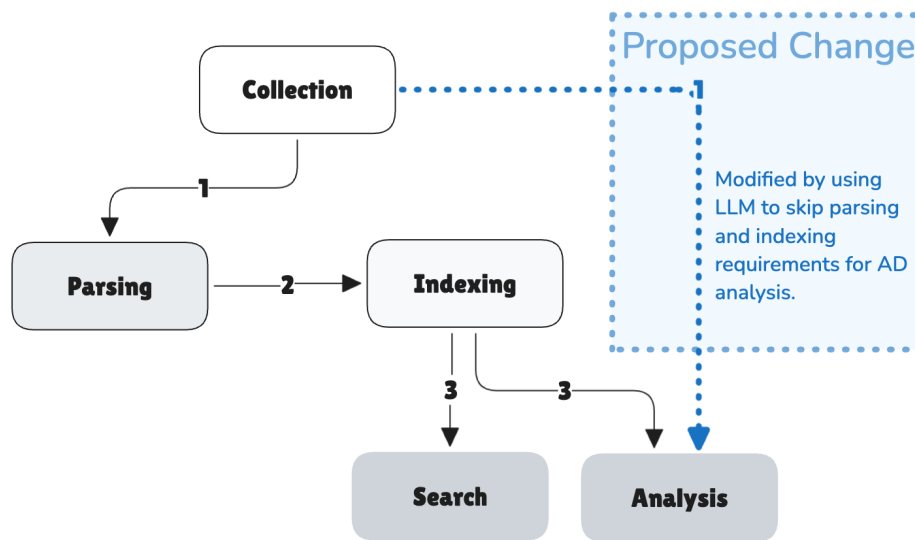 Proposed Change
Collection
1
1
Modified by using
LLM to skip parsing
and indexing
requirements for AD
analysis.
Parsing
2
Indexing
3
3
Search
Analysis